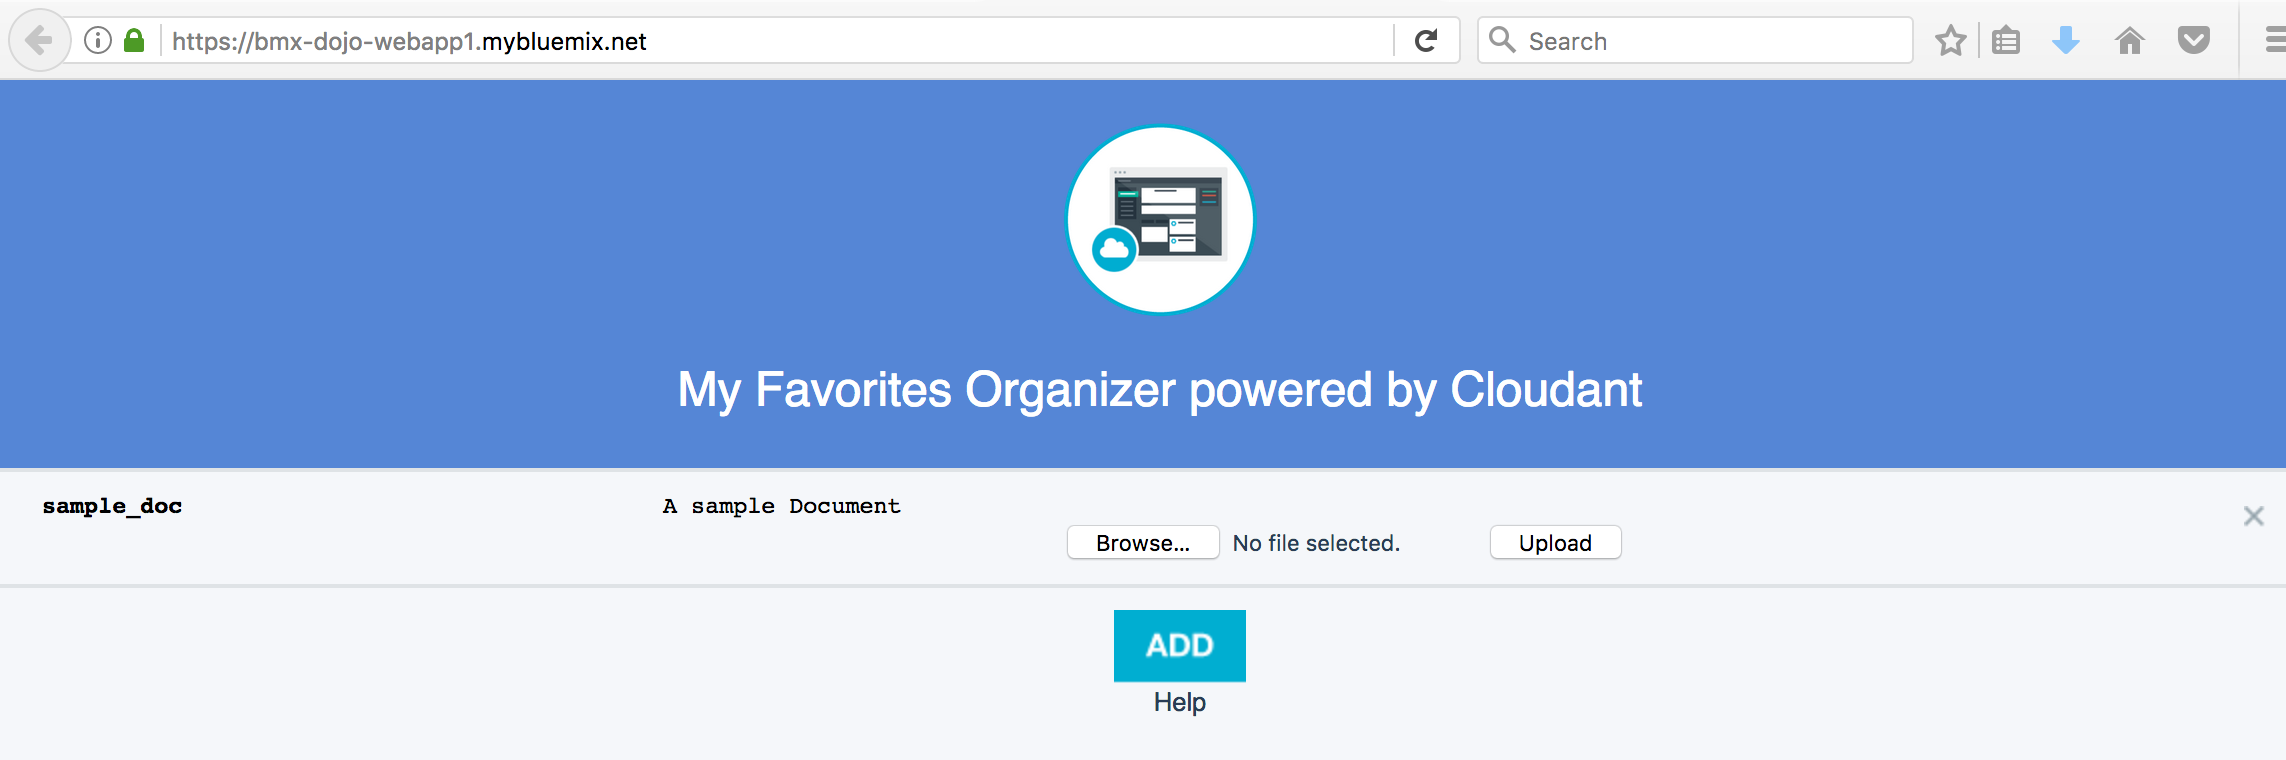 https://bmx-dojo-webapp1.mybluemix.net Search
My Favorites Organizer powered by Cloudant
sample_doc A sample Document
Browse... No file selected. Upload
ADD
Help